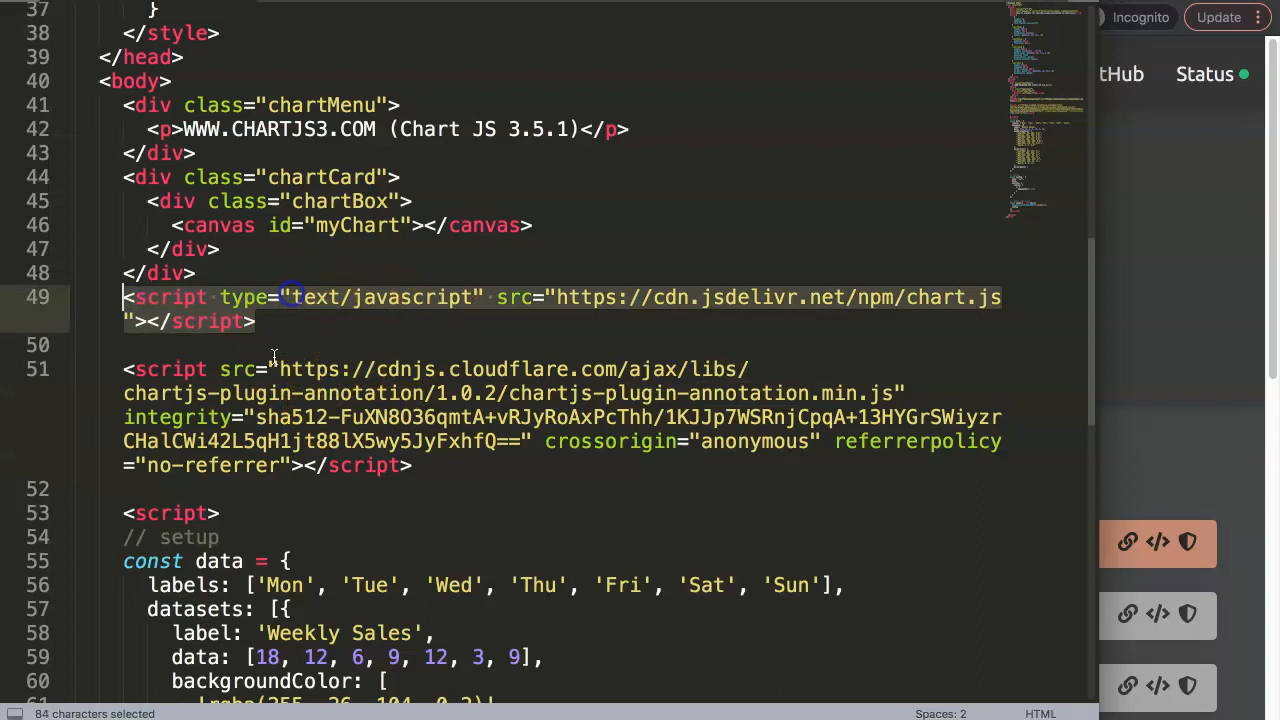 37 }
38 </style>
39 </head>
40 <body>
41 <div class="chartMenu">
42 <p>WWW.CHARTJS3.COM (Chart JS 3.5.1)</p>
43 </div>
44 <div class="chartCard">
45 <div class="chartBox">
46 <canvas id="myChart"></canvas>
47 </div>
48 </div>
49 <script type="text/javascript" src="https://cdn.jsdelivr.net/npm/chart.js
"></script>
50
51 <script src="https://cdnjs.cloudflare.com/ajax/libs/
chartjs-plugin-annotation/1.0.2/chartjs-plugin-annotation.min.js"
integrity="sha512-FuXN8O36qmtA+vRJyRoAxPcThh/1KJJp7WSRnjCpqA+13HYGrSWiyzr
CHalCWi42L5qH1jt88lX5wy5JyFxhfQ==" crossorigin="anonymous" referrerpolicy
="no-referrer"></script>
52
53 <script>
54 // setup
55 const data = {
56 labels: ['Mon', 'Tue', 'Wed', 'Thu', 'Fri', 'Sat', 'Sun'],
57 datasets: [{
58 label: 'Weekly Sales',
59 data: [18, 12, 6, 9, 12, 3, 9],
60 backgroundColor: [
84 characters selected
Spaces: 2
HTML
Incognito
Update
tHub
Status